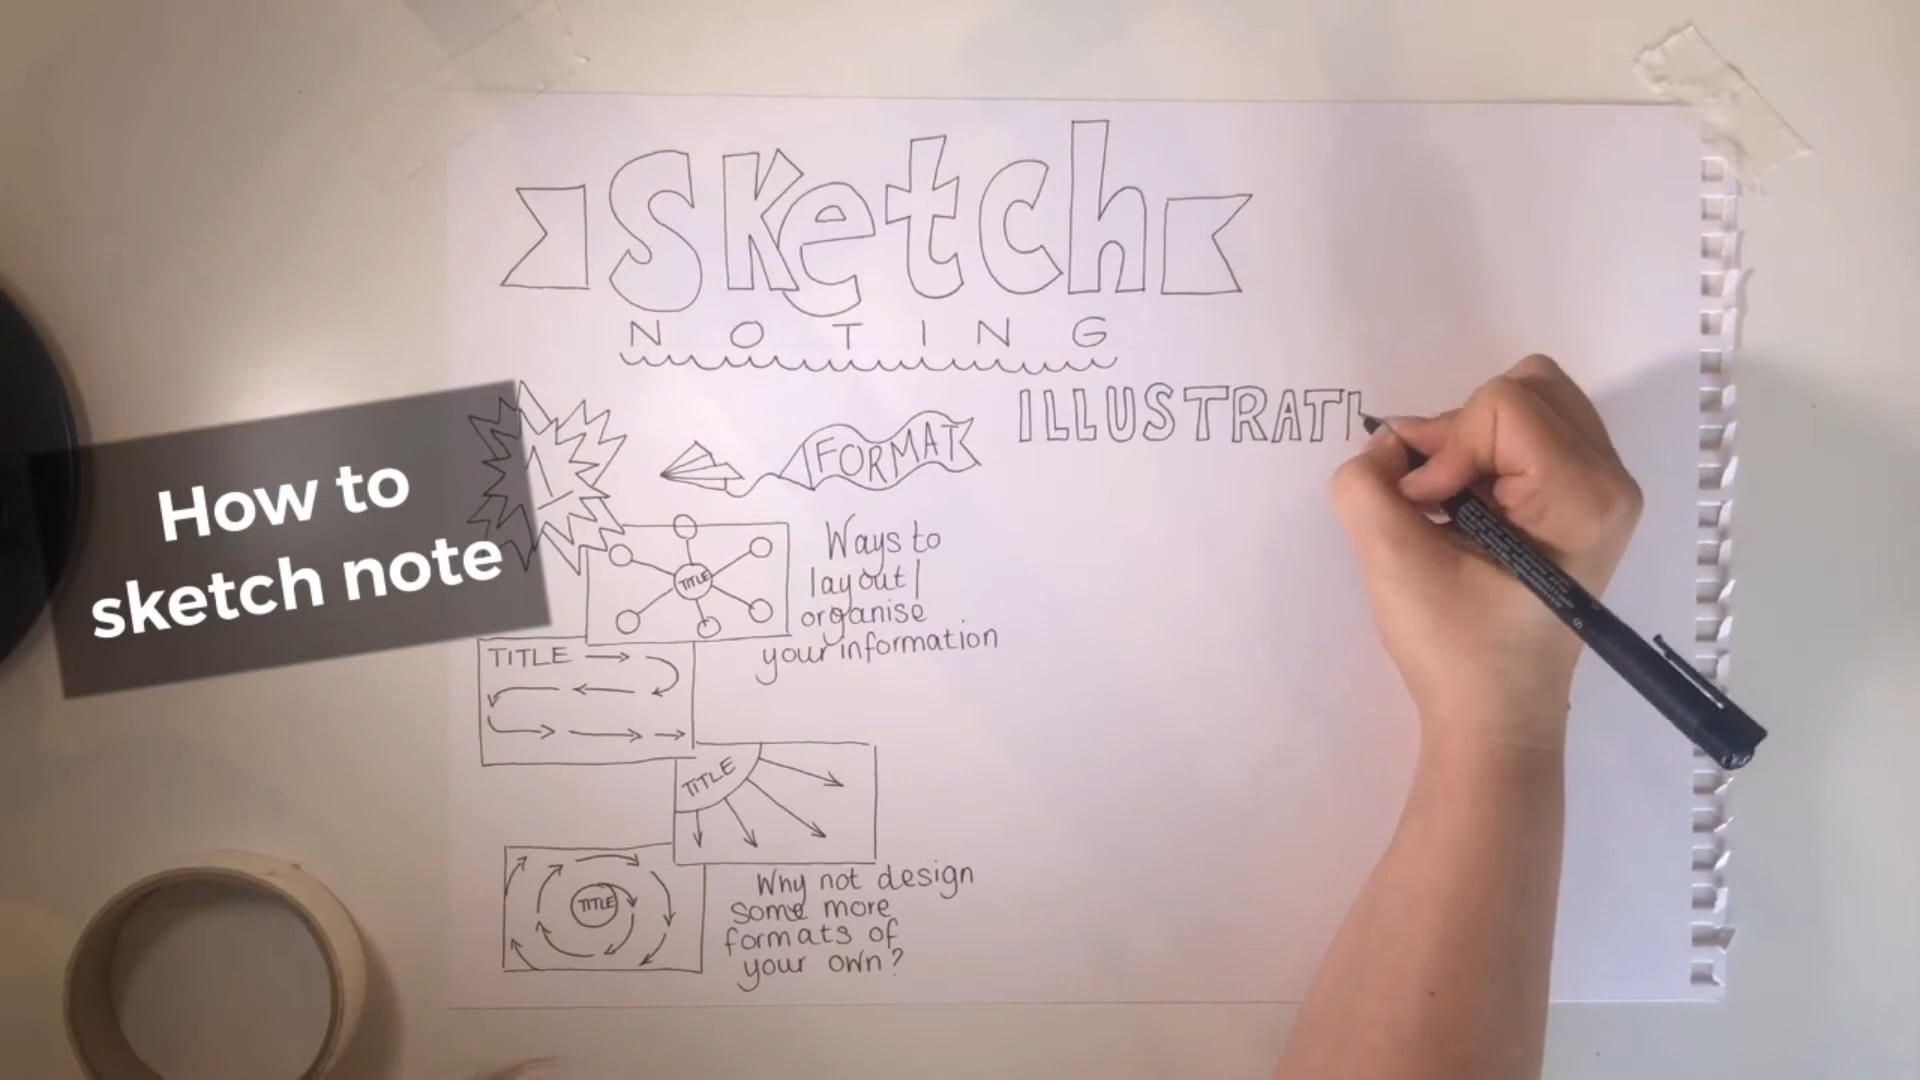 Sketch
NOTING
How to
sketch note
FORMAT
TITLE
Ways to
layout/
organise
your information
TITLE
TITLE
TITLE
Why not design
some more
formats of
your own?
ILLUSTRATI